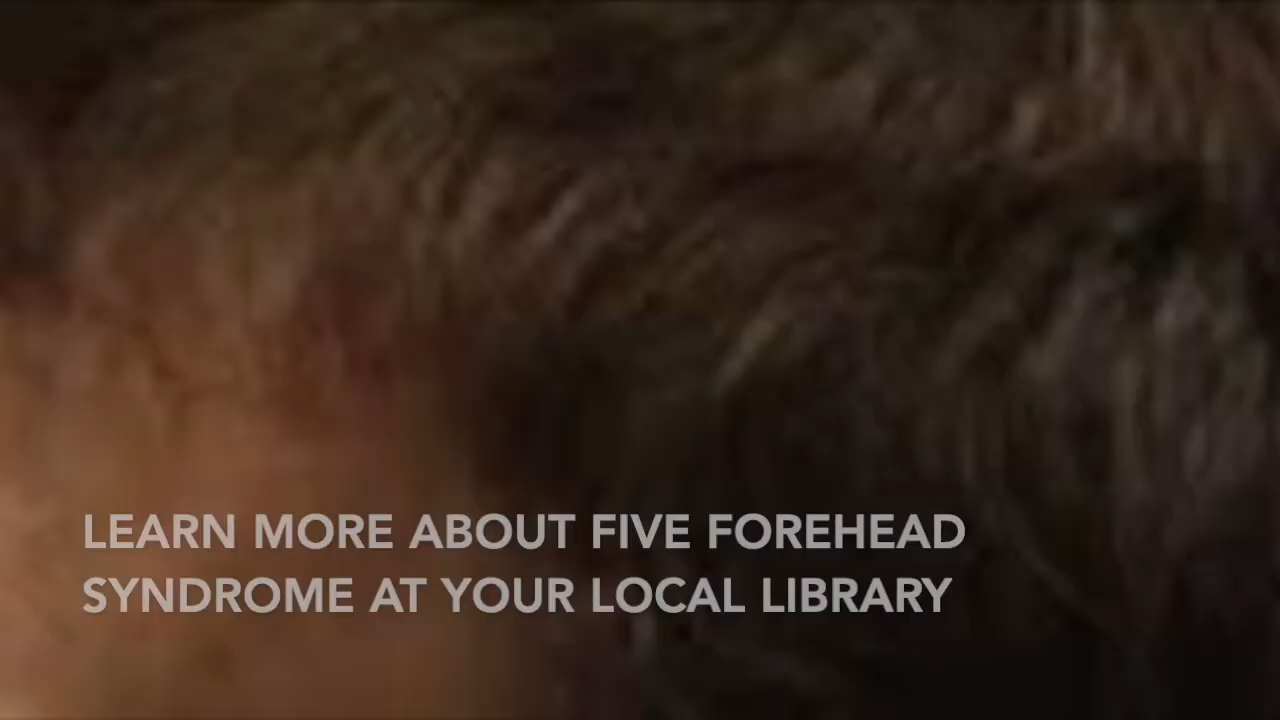 LEARN MORE ABOUT FIVE FOREHEAD
SYNDROME AT YOUR LOCAL LIBRARY